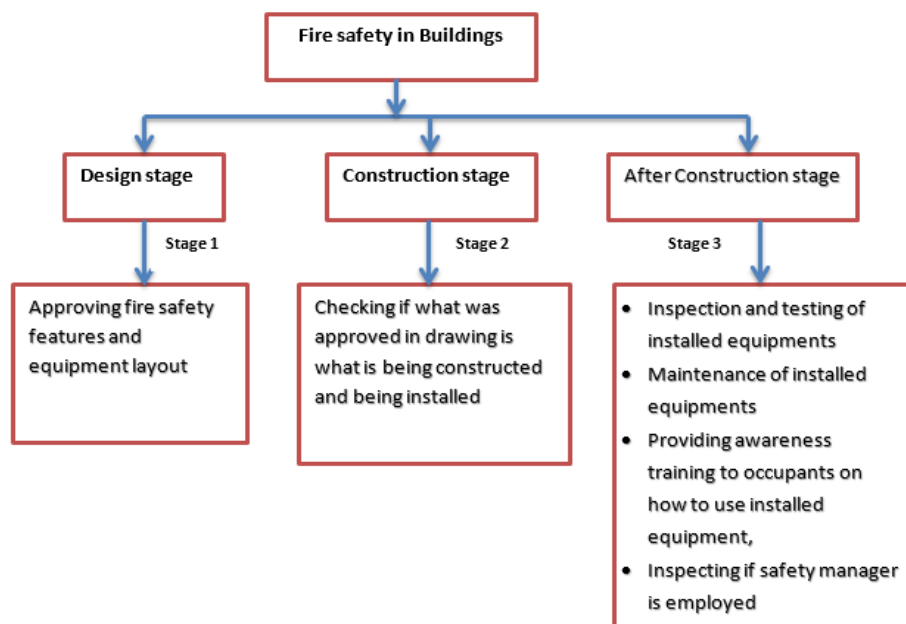 Fire safety in Buildings
Design stage
Construction stage
After Construction stage
Stage 1
Stage 2
Stage 3
Approving fire safety
features and
equipment layout
Checking if what was
approved in drawing is
what is being constructed
and being installed
• Inspection and testing of
installed equipments
• Maintenance of installed
equipments
• Providing awareness
training to occupants on
how to use installed
equipment,
• Inspecting if safety manager
is employed